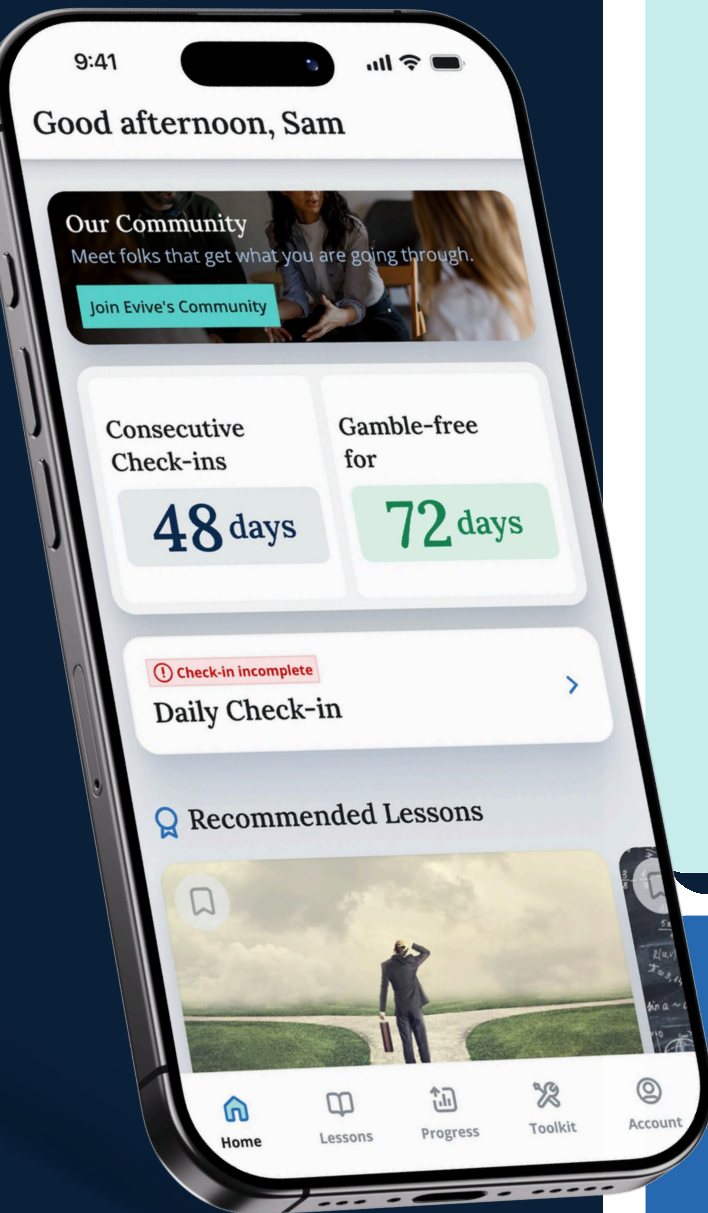 9:41
Good afternoon, Sam
Our Community
Meet folks that get what you are going through.
Join Evive's Community
Consecutive
Check-ins
48 days
Gamble-free
for
72 days
Check-in incomplete
Daily Check-in
Recommended Lessons
Home
Lessons
Progress
Toolkit
Account